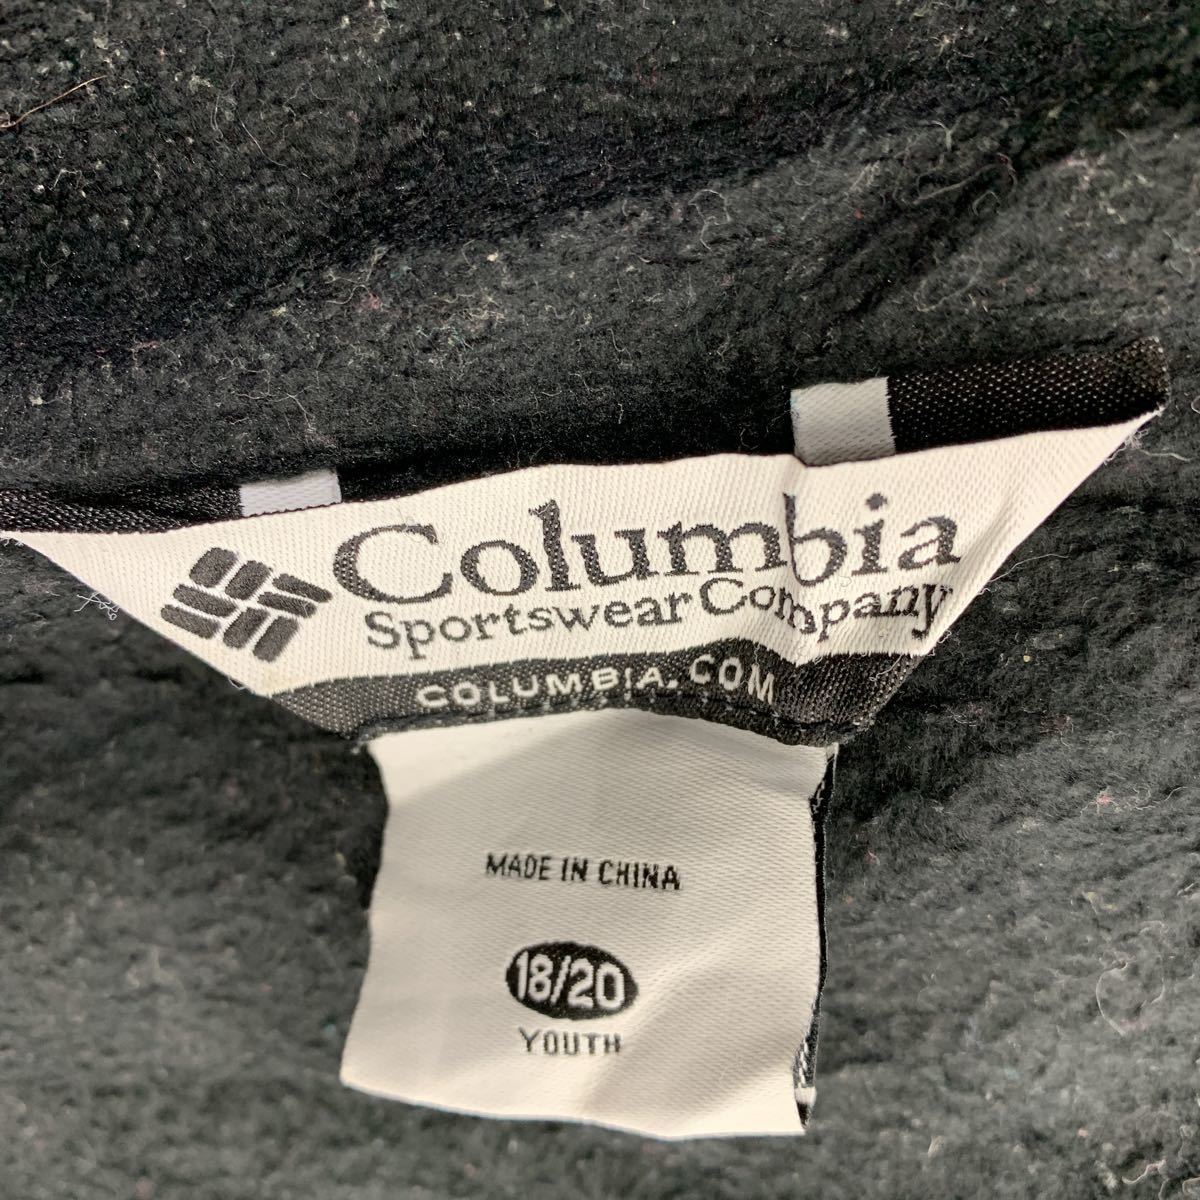 Columbia
Sportswear Company
COLUMBIA.COM
MADE IN CHINA
18/20
YOUTH